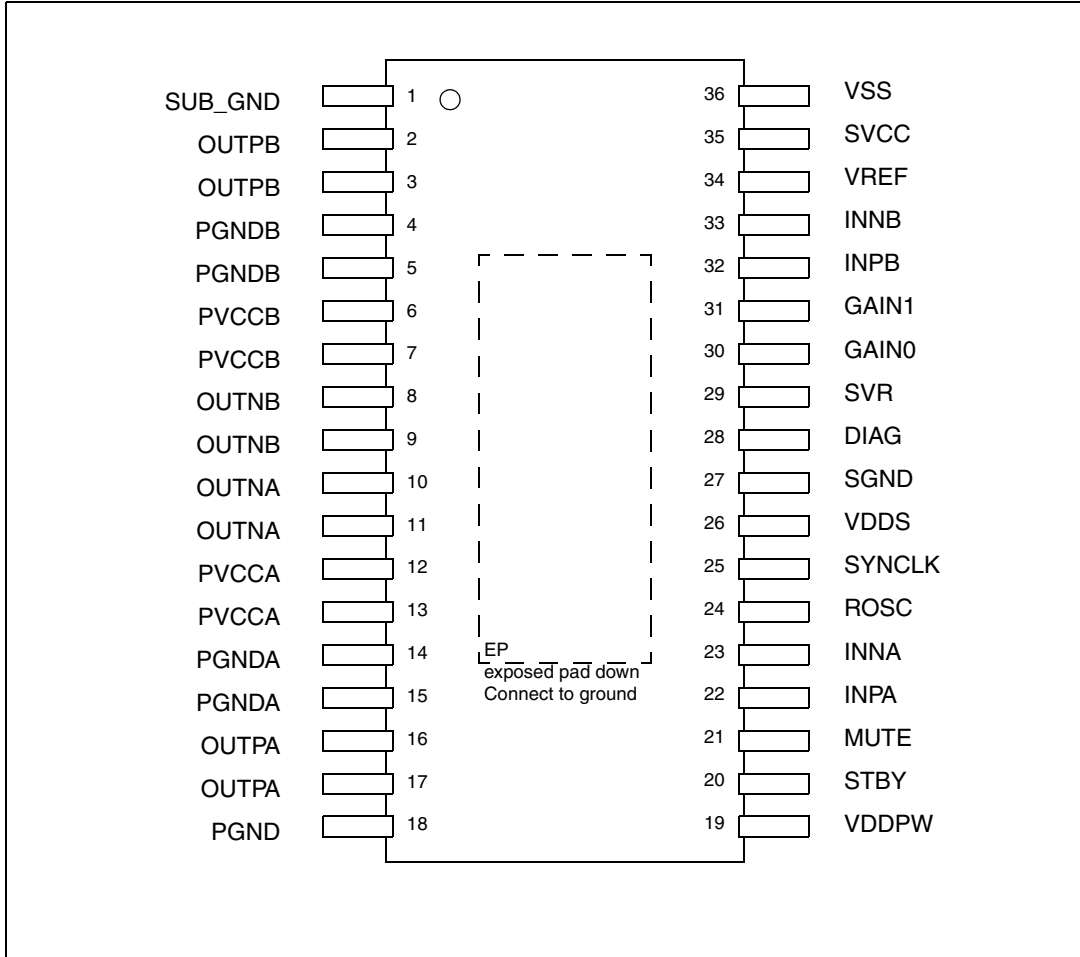 SUB_GND 1 36 VSS
OUTPB 2 35 SVCC
OUTPB 3 34 VREF
PGNDB 4 33 INNB
PGNDB 5 32 INPB
PVCCB 6 31 GAIN1
PVCCB 7 30 GAIN0
OUTNB 8 29 SVR
OUTNB 9 28 DIAG
OUTNA 10 27 SGND
OUTNA 11 26 VDDS
PVCCA 12 25 SYNCLK
PVCCA 13 24 ROSC
PGNDA 14 23 INNA
PGNDA 15 22 INPA
OUTPA 16 21 MUTE
OUTPA 17 20 STBY
PGND 18 19 VDDPW
EP
exposed pad down
Connect to ground